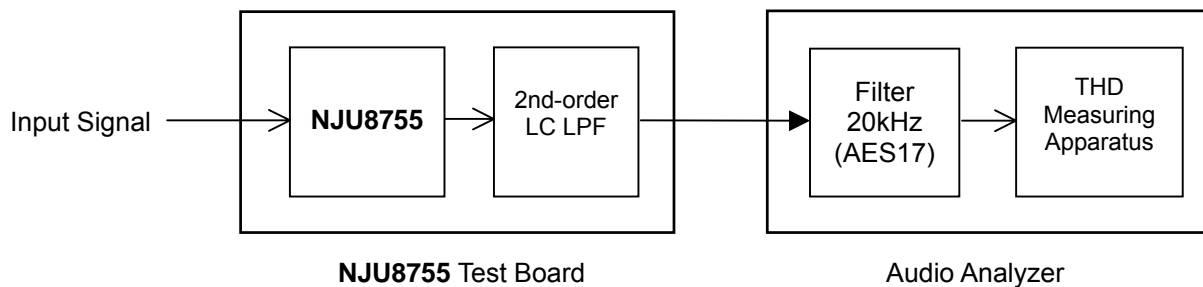 Input Signal
NJU8755
2nd-order
LC LPF
Filter
20kHz
(AES17)
THD
Measuring
Apparatus
NJU8755 Test Board
Audio Analyzer